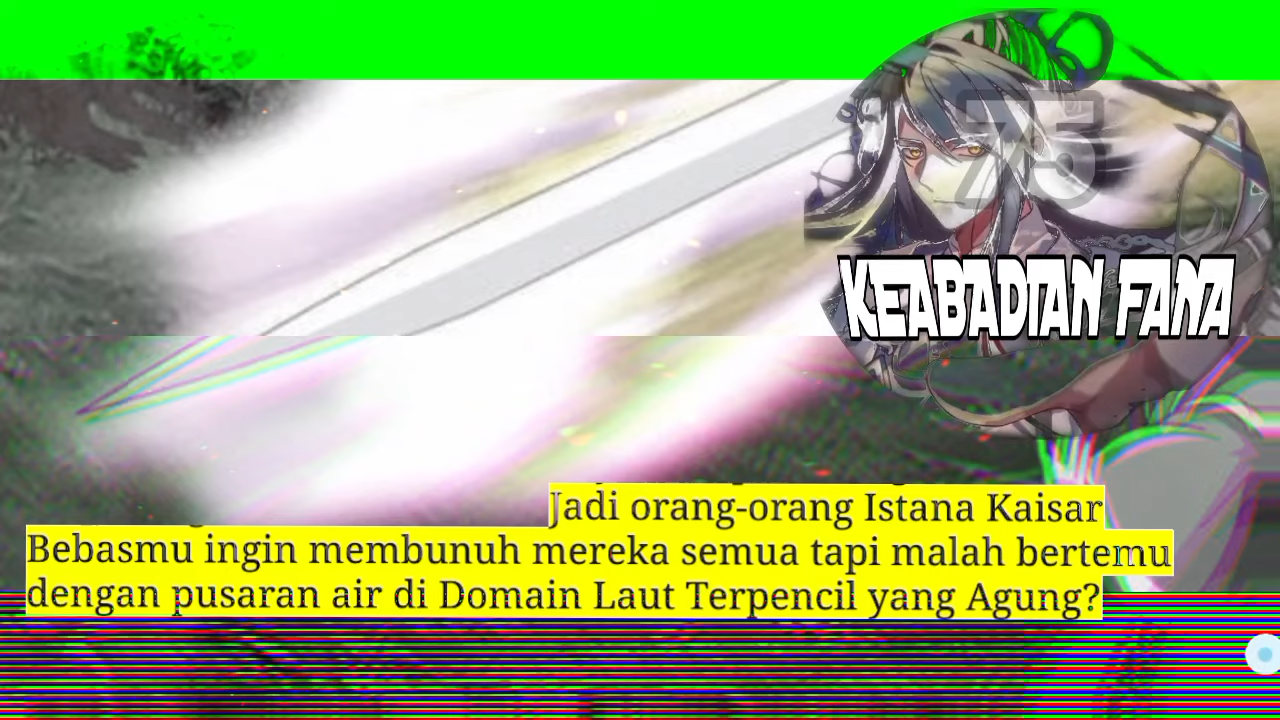 75
KEABADIAN FANA
Jadi orang-orang Istana Kaisar
Bebasmu ingin membunuh mereka semua tapi malah bertemu
dengan pusaran air di Domain Laut Terpencil yang Agung?